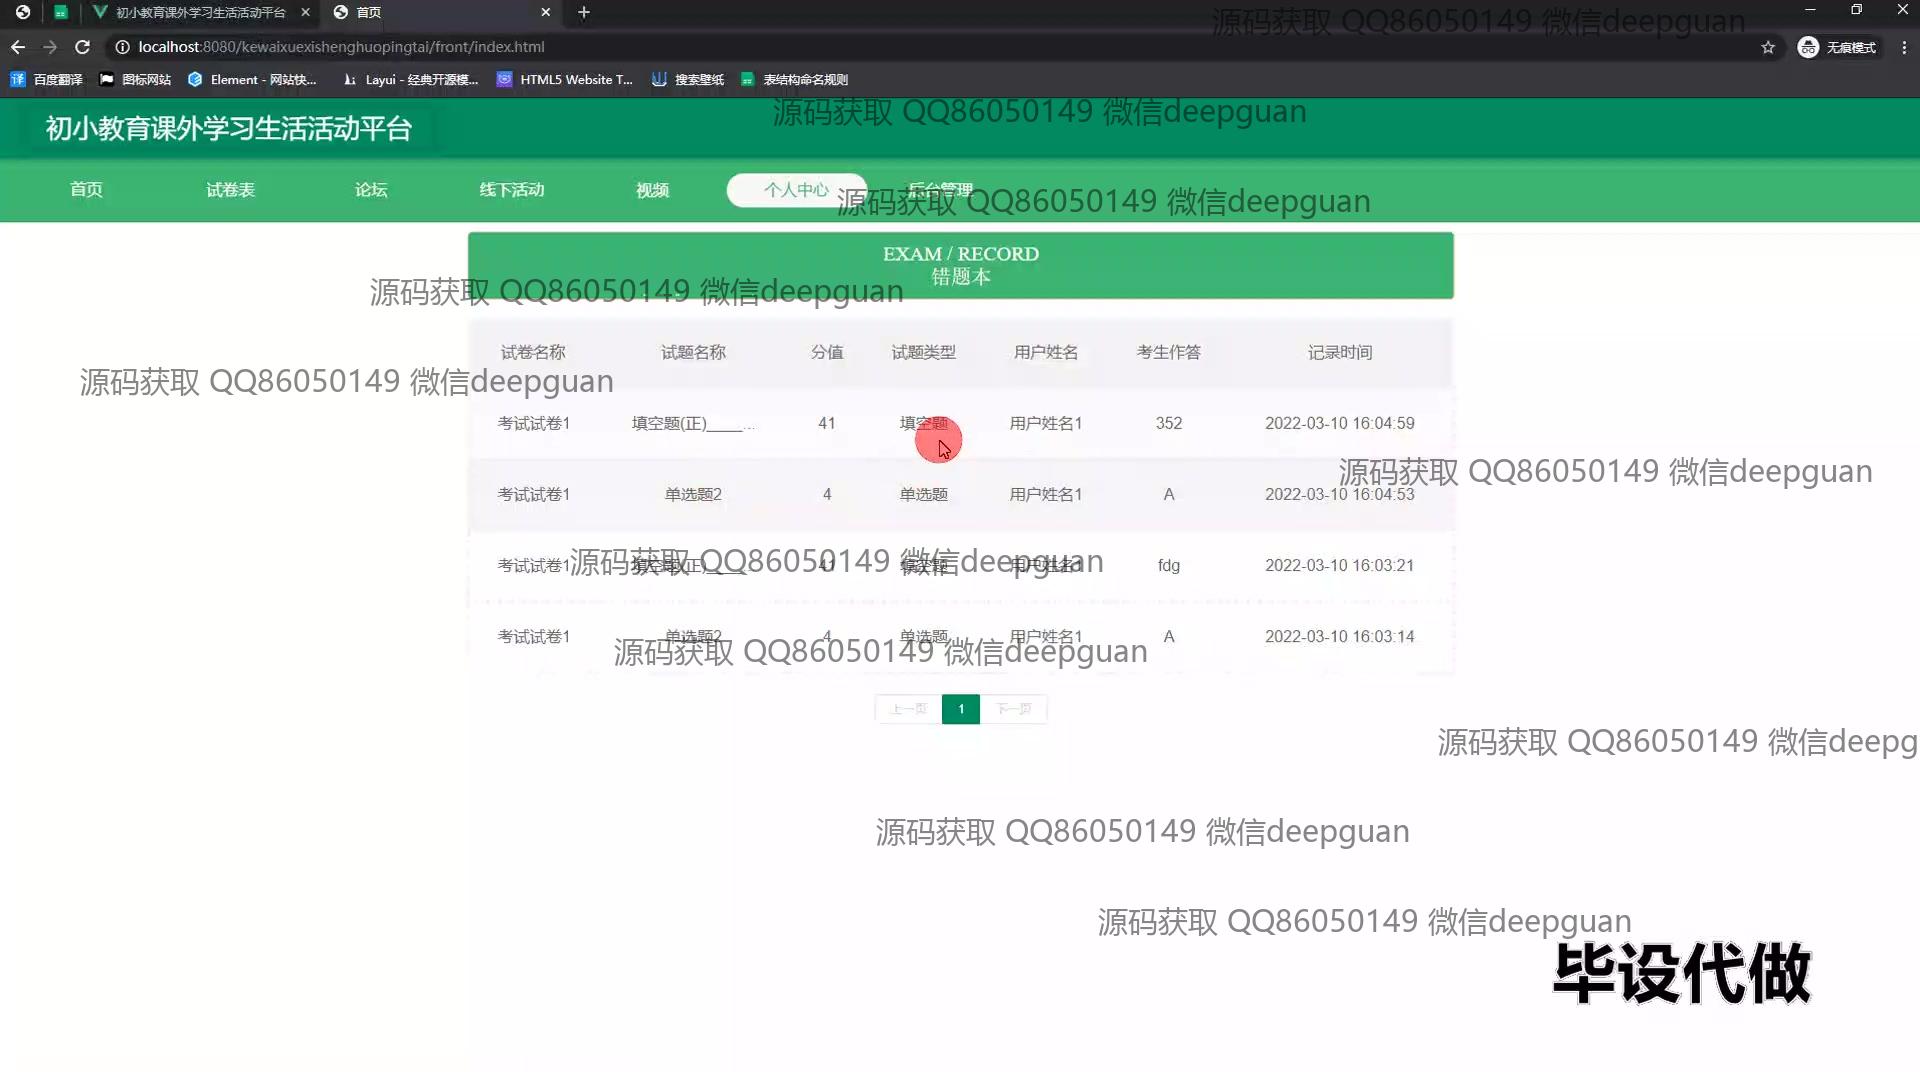 初小教育课外学习生活活动平台
首页
源码获取 QQ86050149 微信deepguan
localhost:8080/kewaixuexishenghuopingtai/front/index.html
无痕模式
百度翻译 图标网站 Element - 网站快... Layui - 经典开源模... HTML5 Website T... 搜索壁纸 表结构命名规则
源码获取 QQ86050149 微信deepguan
初小教育课外学习生活活动平台
首页 试卷表 论坛 线下活动 视频 个人中心 后台管理
源码获取 QQ86050149 微信deepguan
EXAM / RECORD
错题本
源码获取 QQ86050149 微信deepguan
试卷名称 试题名称 分值 试题类型 用户姓名 考生作答 记录时间
源码获取 QQ86050149 微信deepguan
考试试卷1 填空题(正)____... 41 填空题 用户姓名1 352 2022-03-10 16:04:59
源码获取 QQ86050149 微信deepguan
考试试卷1 单选题2 4 单选题 用户姓名1 A 2022-03-10 16:04:53
源码获取 QQ86050149 微信deepguan
考试试卷1 填空题(正)____... 41 填空题 用户姓名1 fdg 2022-03-10 16:03:21
考试试卷1 单选题2 4 单选题 用户姓名1 A 2022-03-10 16:03:14
源码获取 QQ86050149 微信deepguan
上一页 1 下一页
源码获取 QQ86050149 微信deepg
源码获取 QQ86050149 微信deepguan
源码获取 QQ86050149 微信deepguan
毕设代做